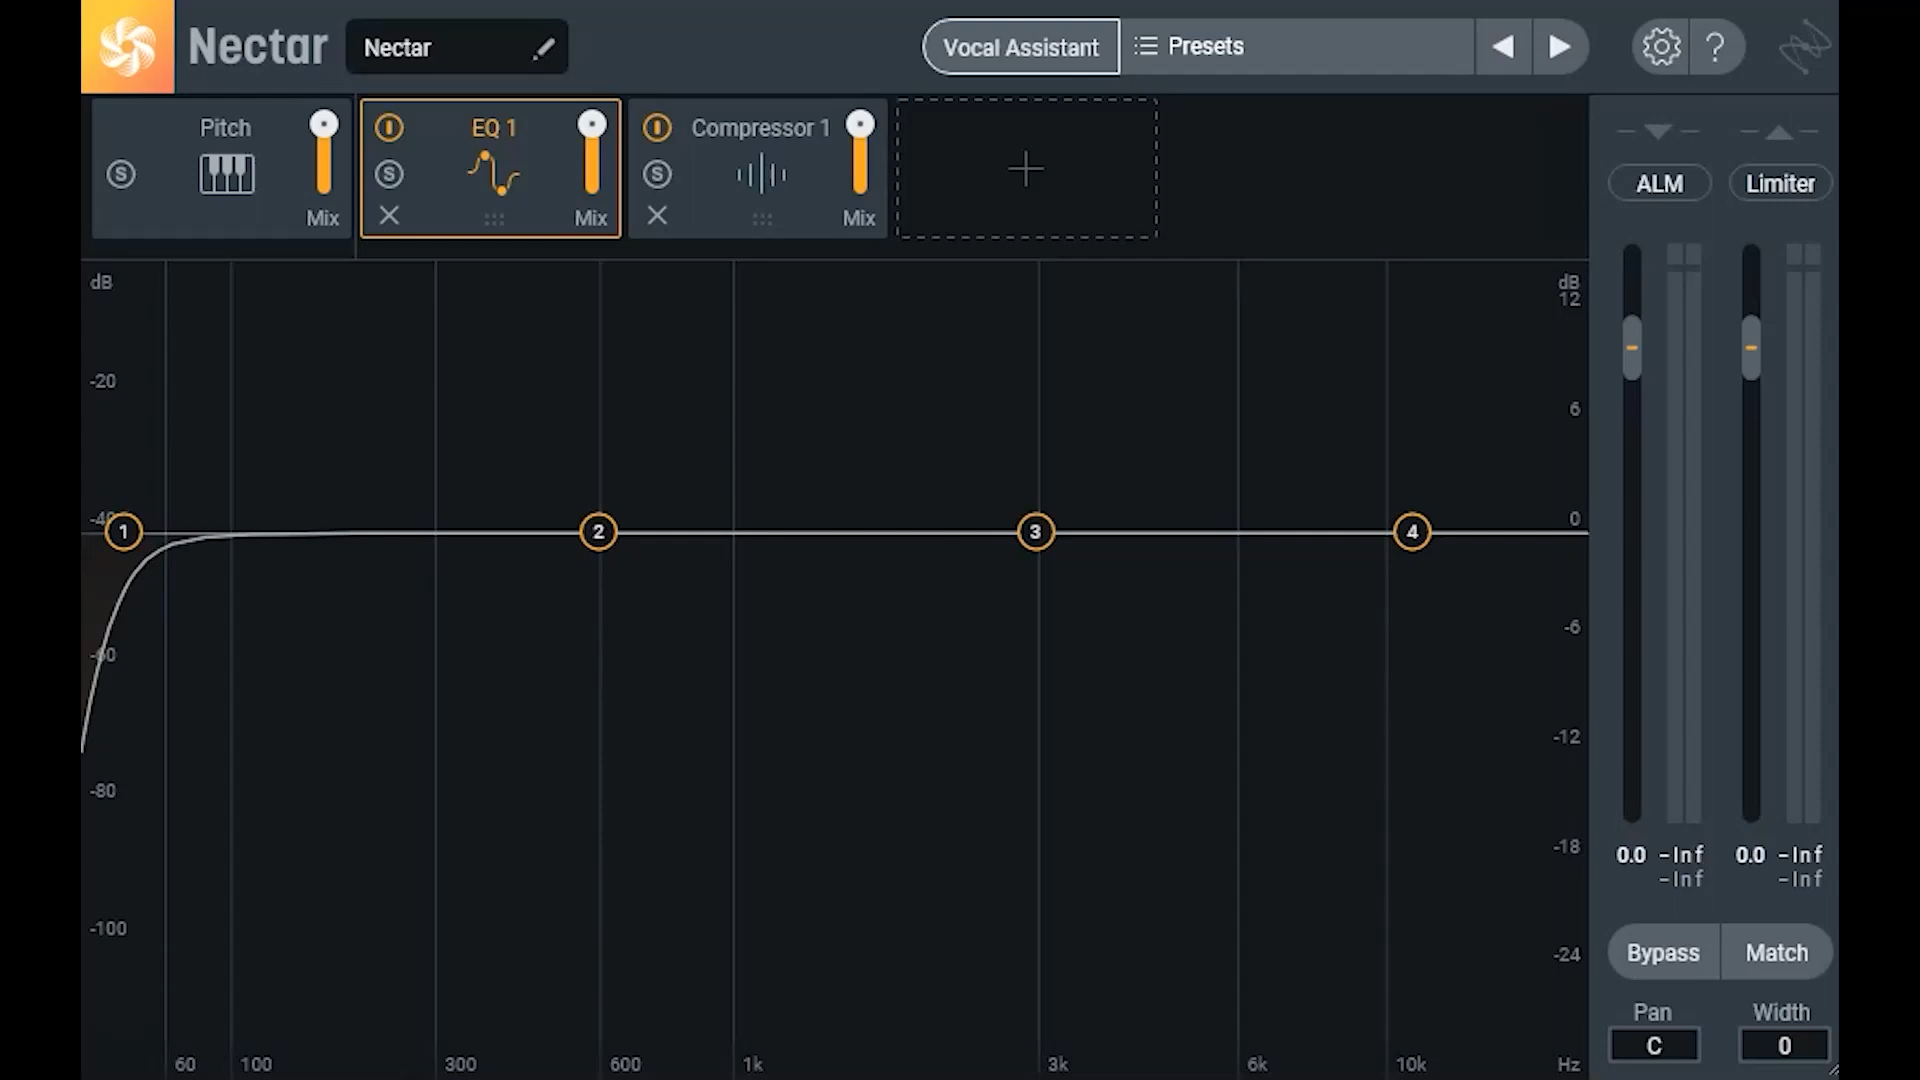 Nectar
Nectar
Vocal Assistant
Presets
?
Pitch
S
Mix
EQ 1
S
Mix
Compressor 1
S
Mix
ALM
Limiter
dB
dB
12
-20
6
-40
0
1
2
3
4
-60
-6
-12
-80
-18
-100
-24
60
100
300
600
1k
3k
6k
10k
Hz
0.0 -Inf
-Inf
0.0 -Inf
-Inf
Bypass
Match
Pan
Width
C
0